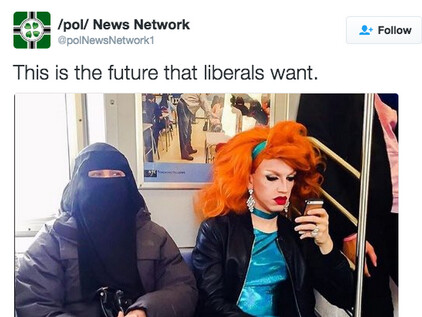 /pol/ News Network
@polNewsNetwork1
Follow
This is the future that liberals want.